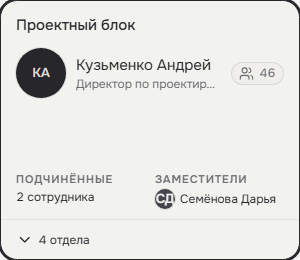 Проектный блок
КА
Кузьменко Андрей
46
Директор по проектир...
ПОДЧИНЁННЫЕ
2 сотрудника
ЗАМЕСТИТЕЛИ
СД Семёнова Дарья
4 отдела